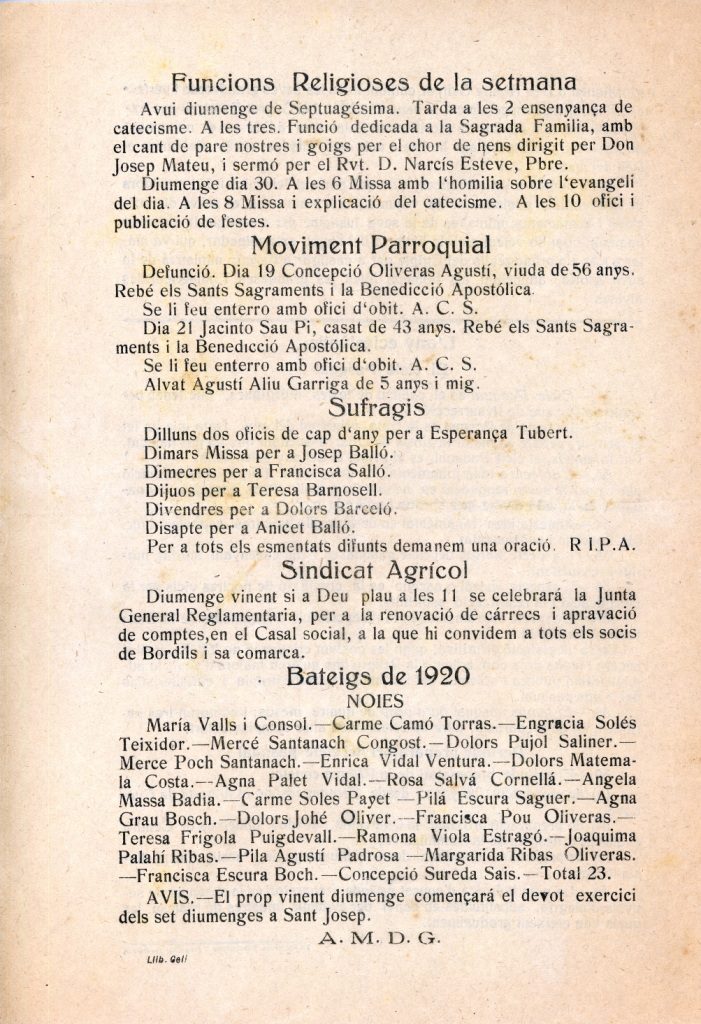 Funcions Religioses de la setmana
Avui diumenge de Septuagésima. Tarda a les 2 ensenyança de
catecisme. A les tres. Funció dedicada a la Sagrada Familia, amb
el cant de pare nostres i goigs per el chor de nens dirigit per Don
Josep Mateu, i sermó per el Rvt. D. Narcís Esteve, Pbre.
Diumenge dia 30. A les 6 Missa amb l‘homilia sobre l‘evangeli
del dia. A les 8 Missa i explicació del catecisme. A les 10 ofici i
publicació de festes.
Moviment Parroquial
Defunció. Dia 19 Concepció Oliveras Agustí, viuda de 56 anys.
Rebé els Sants Sagraments i la Benedicció Apostólica.
Se li feu enterro amb ofici d‘obit. A. C. S.
Dia 21 Jacinto Sau Pi, casat de 43 anys. Rebé els Sants Sagra-
ments i la Benedicció Apostólica.
Se li feu enterro amb ofici d‘obit. A. C. S.
Alvat Agustí Aliu Garriga de 5 anys i mig.
Sufragis
Dilluns dos oficis de cap d‘any per a Esperança Tubert.
Dimars Missa per a Josep Balló.
Dimecres per a Francisca Salló.
Dijuos per a Teresa Barnosell.
Divendres per a Dolors Barceló.
Disapte per a Anicet Balló.
Per a tots els esmentats difunts demanem una oració. R I.P.A.
Sindicat Agrícol
Diumenge vinent si a Deu plau a les 11 se celebrará la Junta
General Reglamentaria, per a la renovació de cárrecs i apravació
de comptes,en el Casal social, a la que hi convidem a tots els socis
de Bordils i sa comarca.
Bateigs de 1920
NOIES
María Valls i Consol.—Carme Camó Torras.—Engracia Solés
Teixidor.—Mercé Santanach Congost.—Dolors Pujol Saliner.—
Merce Poch Santanach.—Enrica Vidal Ventura.—Dolors Matema-
la Costa.—Agna Palet Vidal.—Rosa Salvá Cornellá.—Angela
Massa Badia.—Carme Soles Payet —Pilá Escura Saguer.—Agna
Grau Bosch.—Dolors Johé Oliver.—Francisca Pou Oliveras.—
Teresa Frigola Puigdevall.—Ramona Viola Estragó.—Joaquima
Palahí Ribas.—Pila Agustí Padrosa —Margarida Ribas Oliveras.
—Francisca Escura Boch.—Concepció Sureda Sais.—Total 23.
AVIS.—El prop vinent diumenge començará el devot exercici
dels set diumenges a Sant Josep.
A. M. D. G.
Llib. Geli